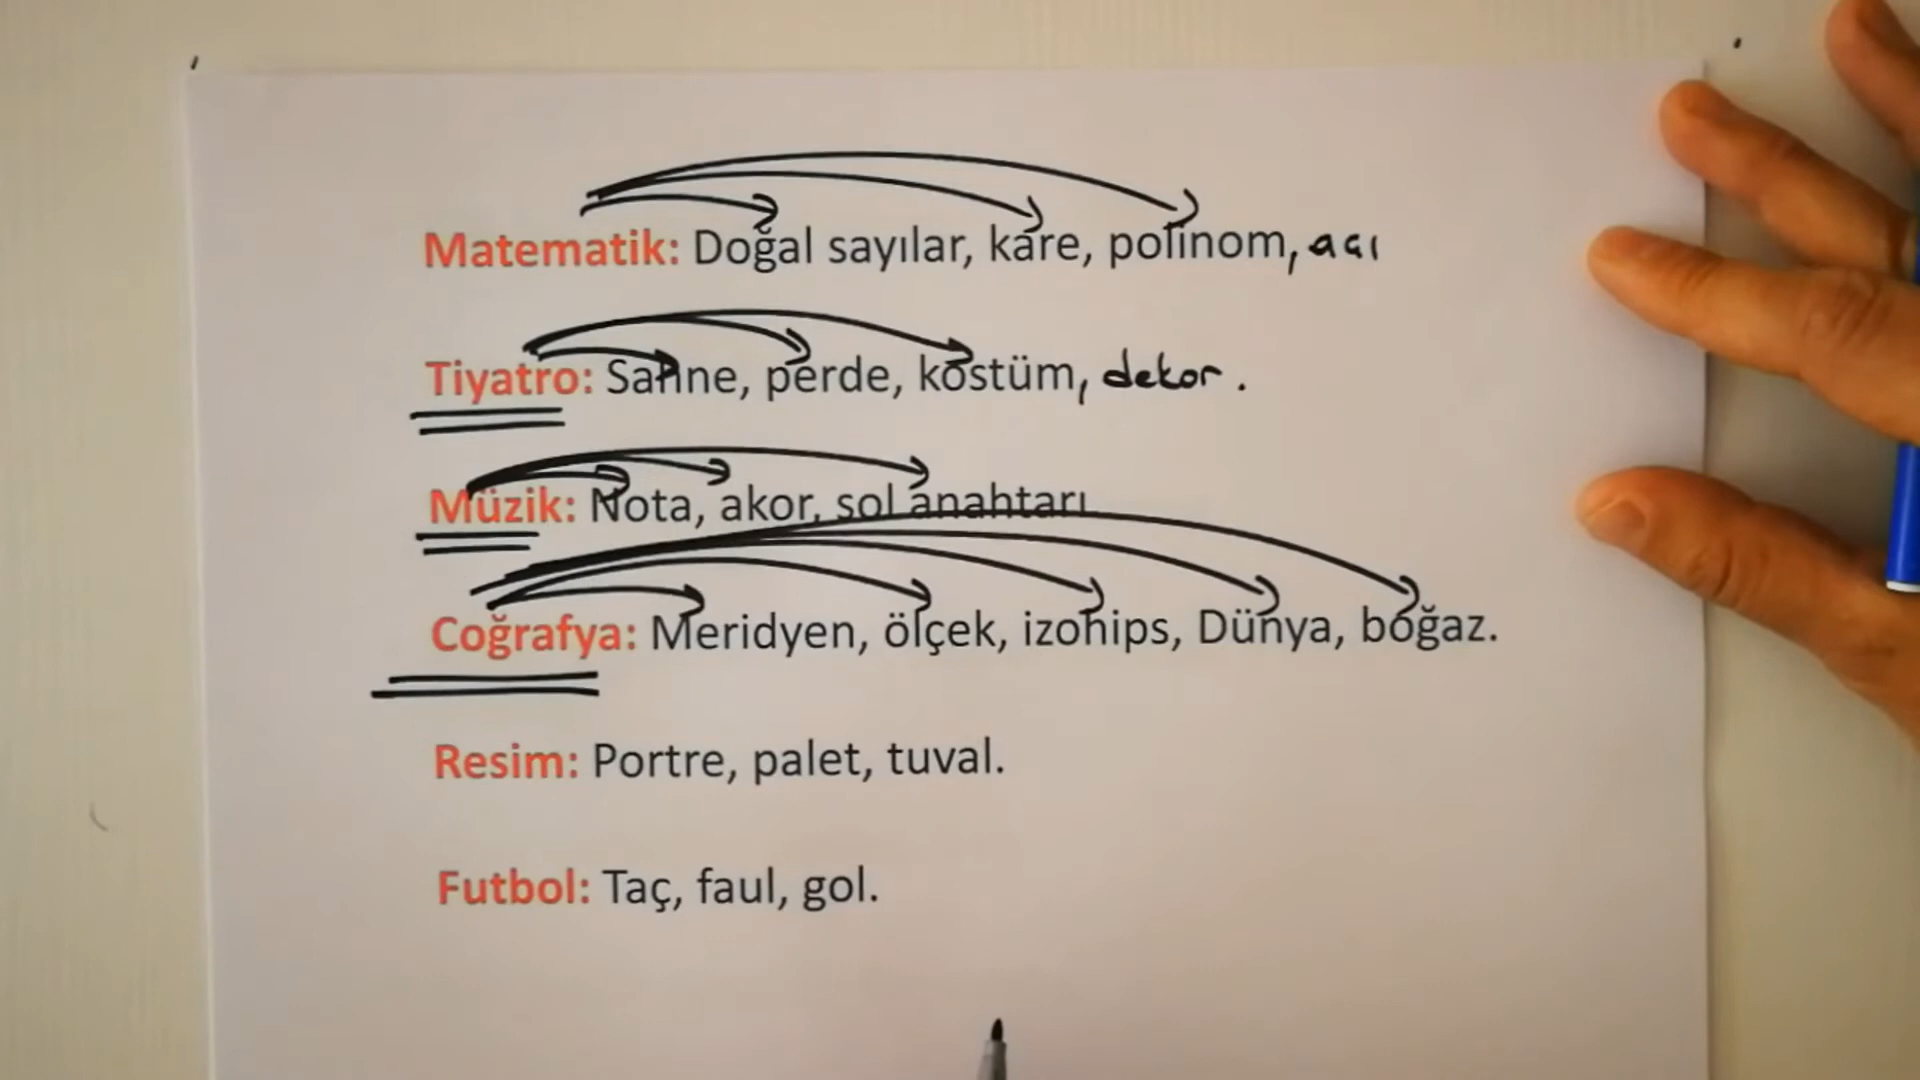 Matematik: Doğal sayılar, kare, polinom, açı
Tiyatro: Sahne, perde, kostüm, dekor.
Müzik: Nota, akor, sol anahtarı
Coğrafya: Meridyen, ölçek, izohips, Dünya, boğaz.
Resim: Portre, palet, tuval.
Futbol: Taç, faul, gol.